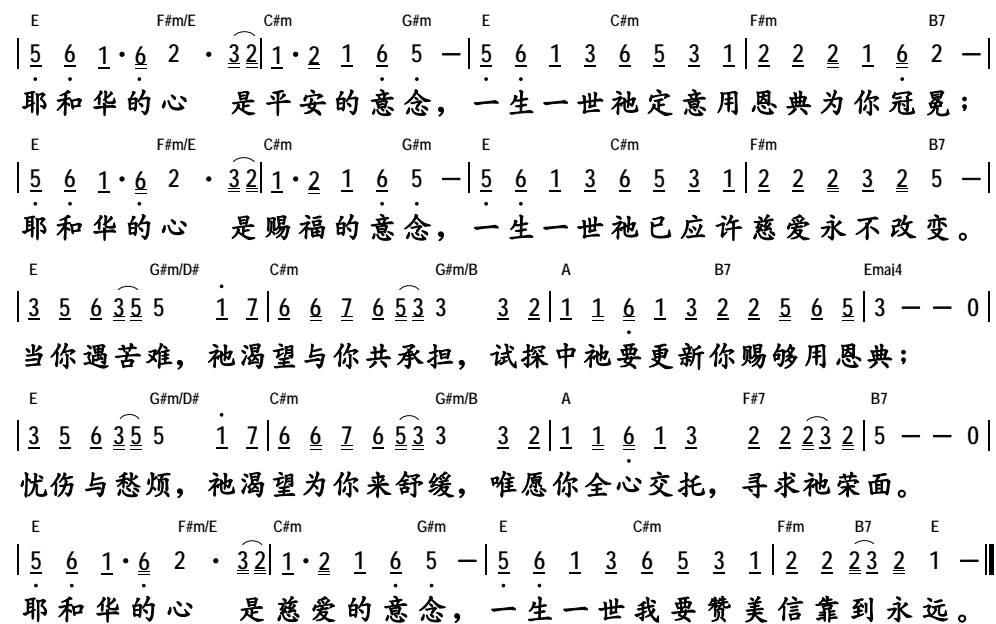 E F#m/E C#m G#m E C#m F#m B7
|5 6 1·6 2 · 32|1·2 1 6 5 —|5 6 1 3 6 5 3 1|2 2 2 1 6 2 —|
耶和华的心 是平安的意念，一生一世祂定意用恩典为你冠冕；
E F#m/E C#m G#m E C#m F#m B7
|5 6 1·6 2 · 32|1·2 1 6 5 —|5 6 1 3 6 5 3 1|2 2 2 3 2 5 —|
耶和华的心 是赐福的意念，一生一世祂已应许慈爱永不改变。
E G#m/D# C#m G#m/B A B7 Emaj4
|3 5 6 35 5 1 7|6 6 7 6 53 3 3 2|1 1 6 1 3 2 2 5 6 5|3 — — 0|
当你遇苦难，祂渴望与你共承担，试探中祂要更新你赐够用恩典；
E G#m/D# C#m G#m/B A F#7 B7
|3 5 6 35 5 1 7|6 6 7 6 53 3 3 2|1 1 6 1 3 2 2 23 2|5 — — 0|
忧伤与愁烦，祂渴望为你来舒缓，唯愿你全心交托，寻求祂荣面。
E F#m/E C#m G#m E C#m F#m B7 E
|5 6 1·6 2 · 32|1·2 1 6 5 —|5 6 1 3 6 5 3 1|2 2 23 2 1 —‖
耶和华的心 是慈爱的意念，一生一世我要赞美信靠到永远。